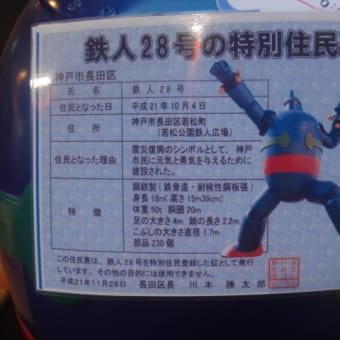 鉄人28号の特別住民
神戸市長田区
氏名 鉄人28号
住民となった日 平成21年10月4日
住所 神戸市長田区若松町
(若松公園鉄人広場)
住民となった理由 震災復興のシンボルとして、神戸
市民に元気と勇気を与えるために
建設された。
特徴 鋼鉄製(鉄骨造・耐候性鋼板張)
身長18m(高さ15m39cm)
体重50t 胴囲20m
足の大きさ4m 銀の長さ2.2m
こぶしの大きさ直径1.7m
部品230個
この住民票は、鉄人28号を特別住民登録した証として発行
しています。その他の目的には使用できません。
平成21年11月28日 長田区長 川本勝太郎